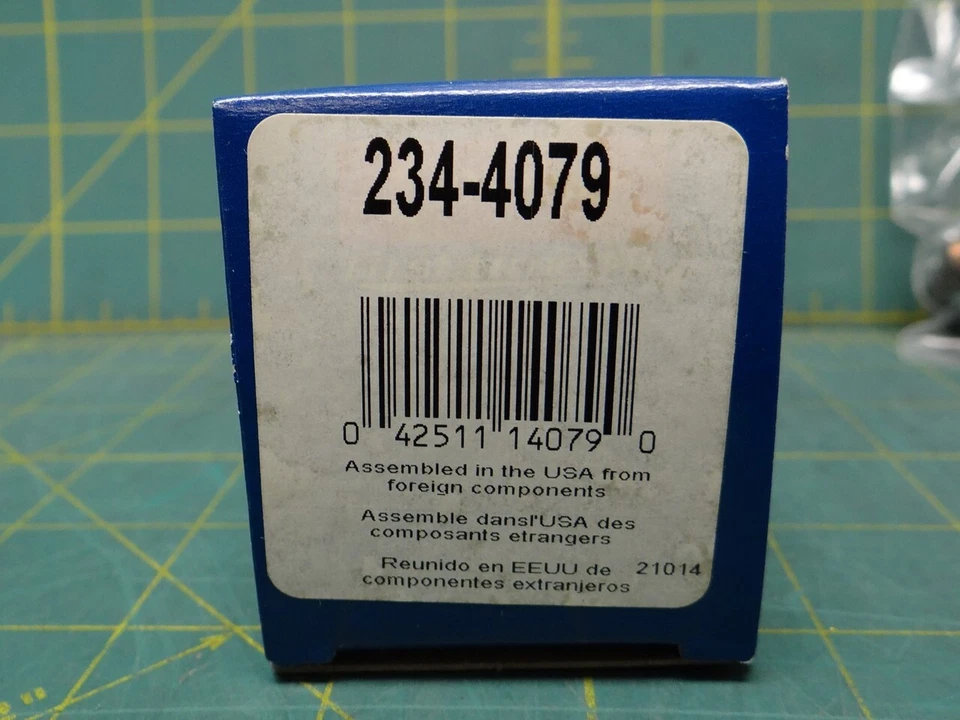 234-4079
0 42511 14079 0
Assembled in the USA from
foreign components
Assemble dansl'USA des
composants etrangers
Reunido en EEUU de 21014
componentes extranjeros